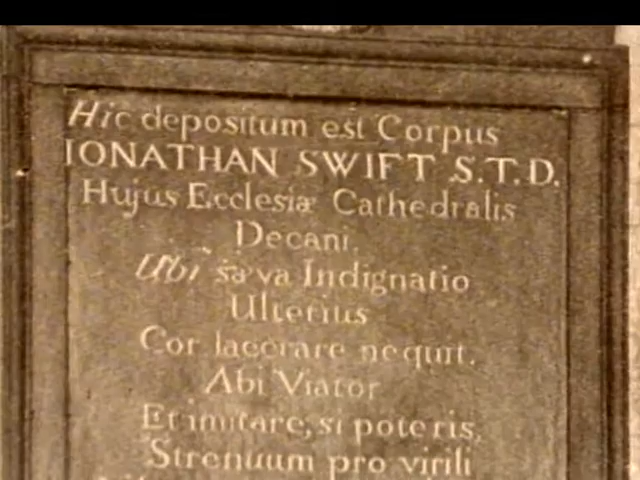 Hic depositum est Corpus
IONATHAN SWIFT S.T.D.
Hujus Ecclesiæ Cathedralis
Decani,
Ubi sæva Indignatio
Ulterius
Cor lacerare nequit.
Abi Viator
Et imitare, si poteris,
Strenuum pro virili